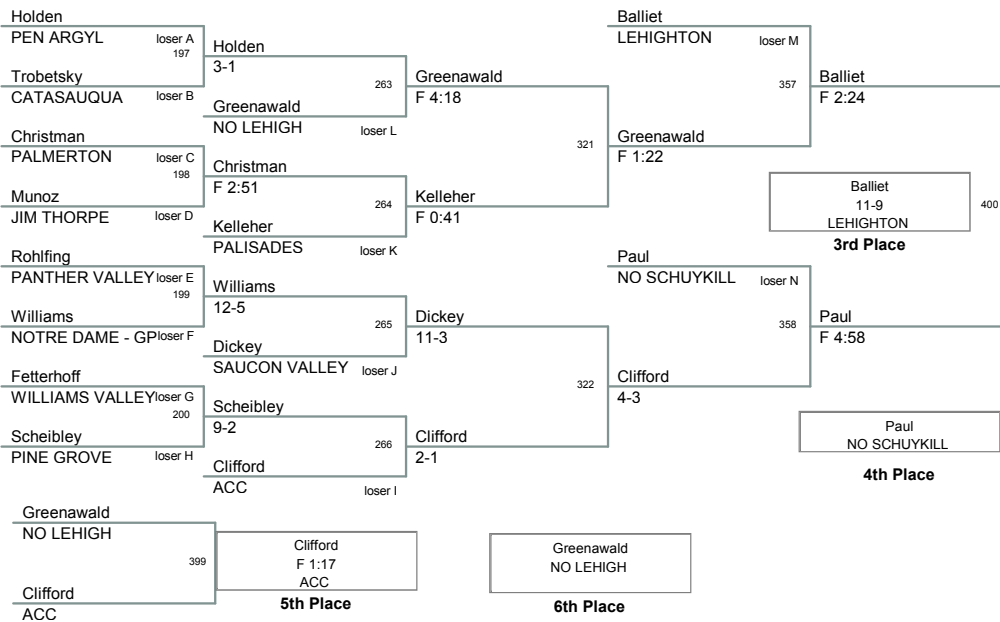 Holden
PEN ARGYL loser A
197
Trobetsky
CATASAUQUA loser B
Christman
PALMERTON loser C
198
Munoz
JIM THORPE loser D
Rohlfing
PANTHER VALLEY loser E
199
Williams
NOTRE DAME - GP loser F
Fetterhoff
WILLIAMS VALLEY loser G
200
Scheibley
PINE GROVE loser H
Holden
3-1
263
Greenawald
NO LEHIGH loser L
Christman
F 2:51
264
Kelleher
PALISADES loser K
Williams
12-5
265
Dickey
SAUCON VALLEY loser J
Scheibley
9-2
266
Clifford
ACC loser I
Greenawald
F 4:18
321
Kelleher
F 0:41
Dickey
11-3
322
Clifford
2-1
Balliet
LEHIGHTON loser M
357
Greenawald
F 1:22
Paul
NO SCHUYKILL loser N
358
Clifford
4-3
Balliet
F 2:24
Balliet
11-9
LEHIGHTON
400
3rd Place
Paul
F 4:58
Paul
NO SCHUYKILL
4th Place
Greenawald
NO LEHIGH
399
Clifford
ACC
Clifford
F 1:17
ACC
5th Place
Greenawald
NO LEHIGH
6th Place